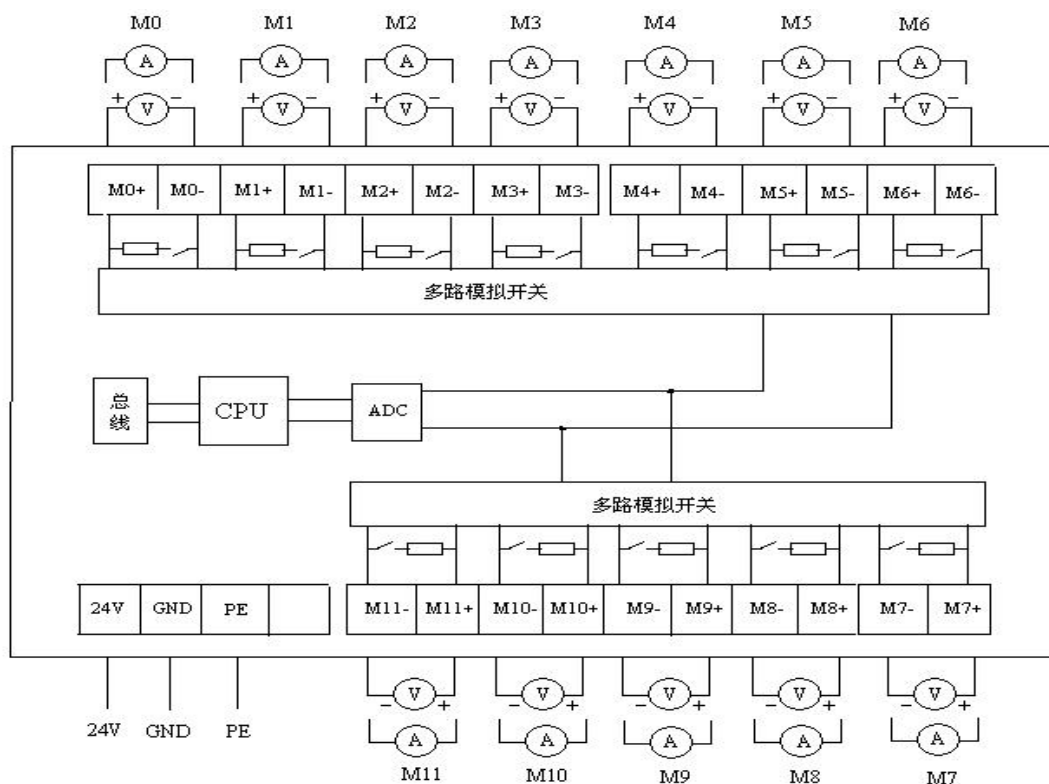 M0 M1 M2 M3 M4 M5 M6
A A A A A A A
+ V − + V − + V − + V − + V − + V − + V −
M0+ M0- M1+ M1- M2+ M2- M3+ M3- M4+ M4- M5+ M5- M6+ M6-
多路模拟开关
总线 CPU ADC
多路模拟开关
24V GND PE M11- M11+ M10- M10+ M9- M9+ M8- M8+ M7- M7+
− V + − V + − V + − V + − V +
24V GND PE A A A A A
M11 M10 M9 M8 M7